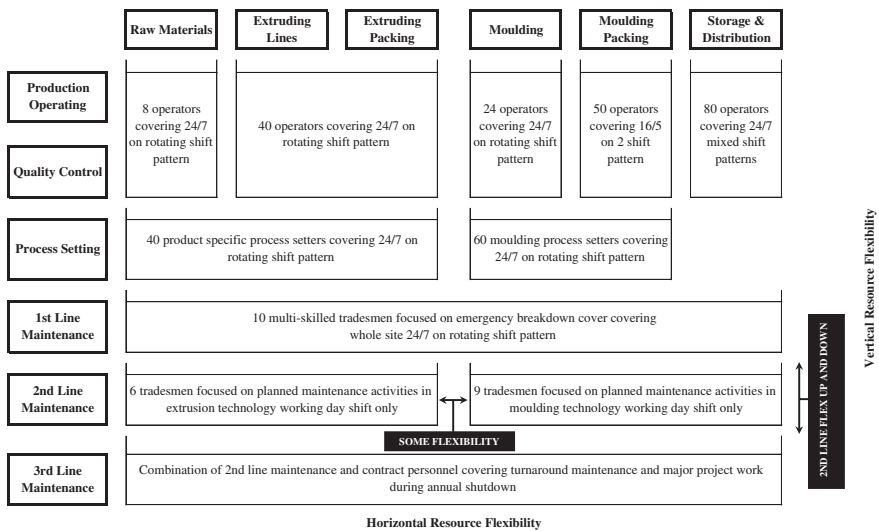 Raw Materials
Extruding
Lines
Extruding
Packing
Moulding
Moulding
Packing
Storage &
Distribution
Production
Operating
Quality Control
8 operators
covering 24/7
on rotating shift
pattern
40 operators covering 24/7 on
rotating shift pattern
24 operators
covering 24/7
on rotating shift
pattern
50 operators
covering 16/5
on 2 shift
pattern
80 operators
covering 24/7
mixed shift
patterns
Process Setting
40 product specific process setters covering 24/7 on
rotating shift pattern
60 moulding process setters covering
24/7 on rotating shift pattern
1st Line
Maintenance
10 multi-skilled tradesmen focused on emergency breakdown cover covering
whole site 24/7 on rotating shift pattern
2nd Line
Maintenance
6 tradesmen focused on planned maintenance activities in
extrusion technology working day shift only
9 tradesmen focused on planned maintenance activities in
moulding technology working day shift only
SOME FLEXIBILITY
3rd Line
Maintenance
Combination of 2nd line maintenance and contract personnel covering turnaround maintenance and major project work
during annual shutdown
2ND LINE FLEX UP AND DOWN
Vertical Resource Flexibility
Horizontal Resource Flexibility